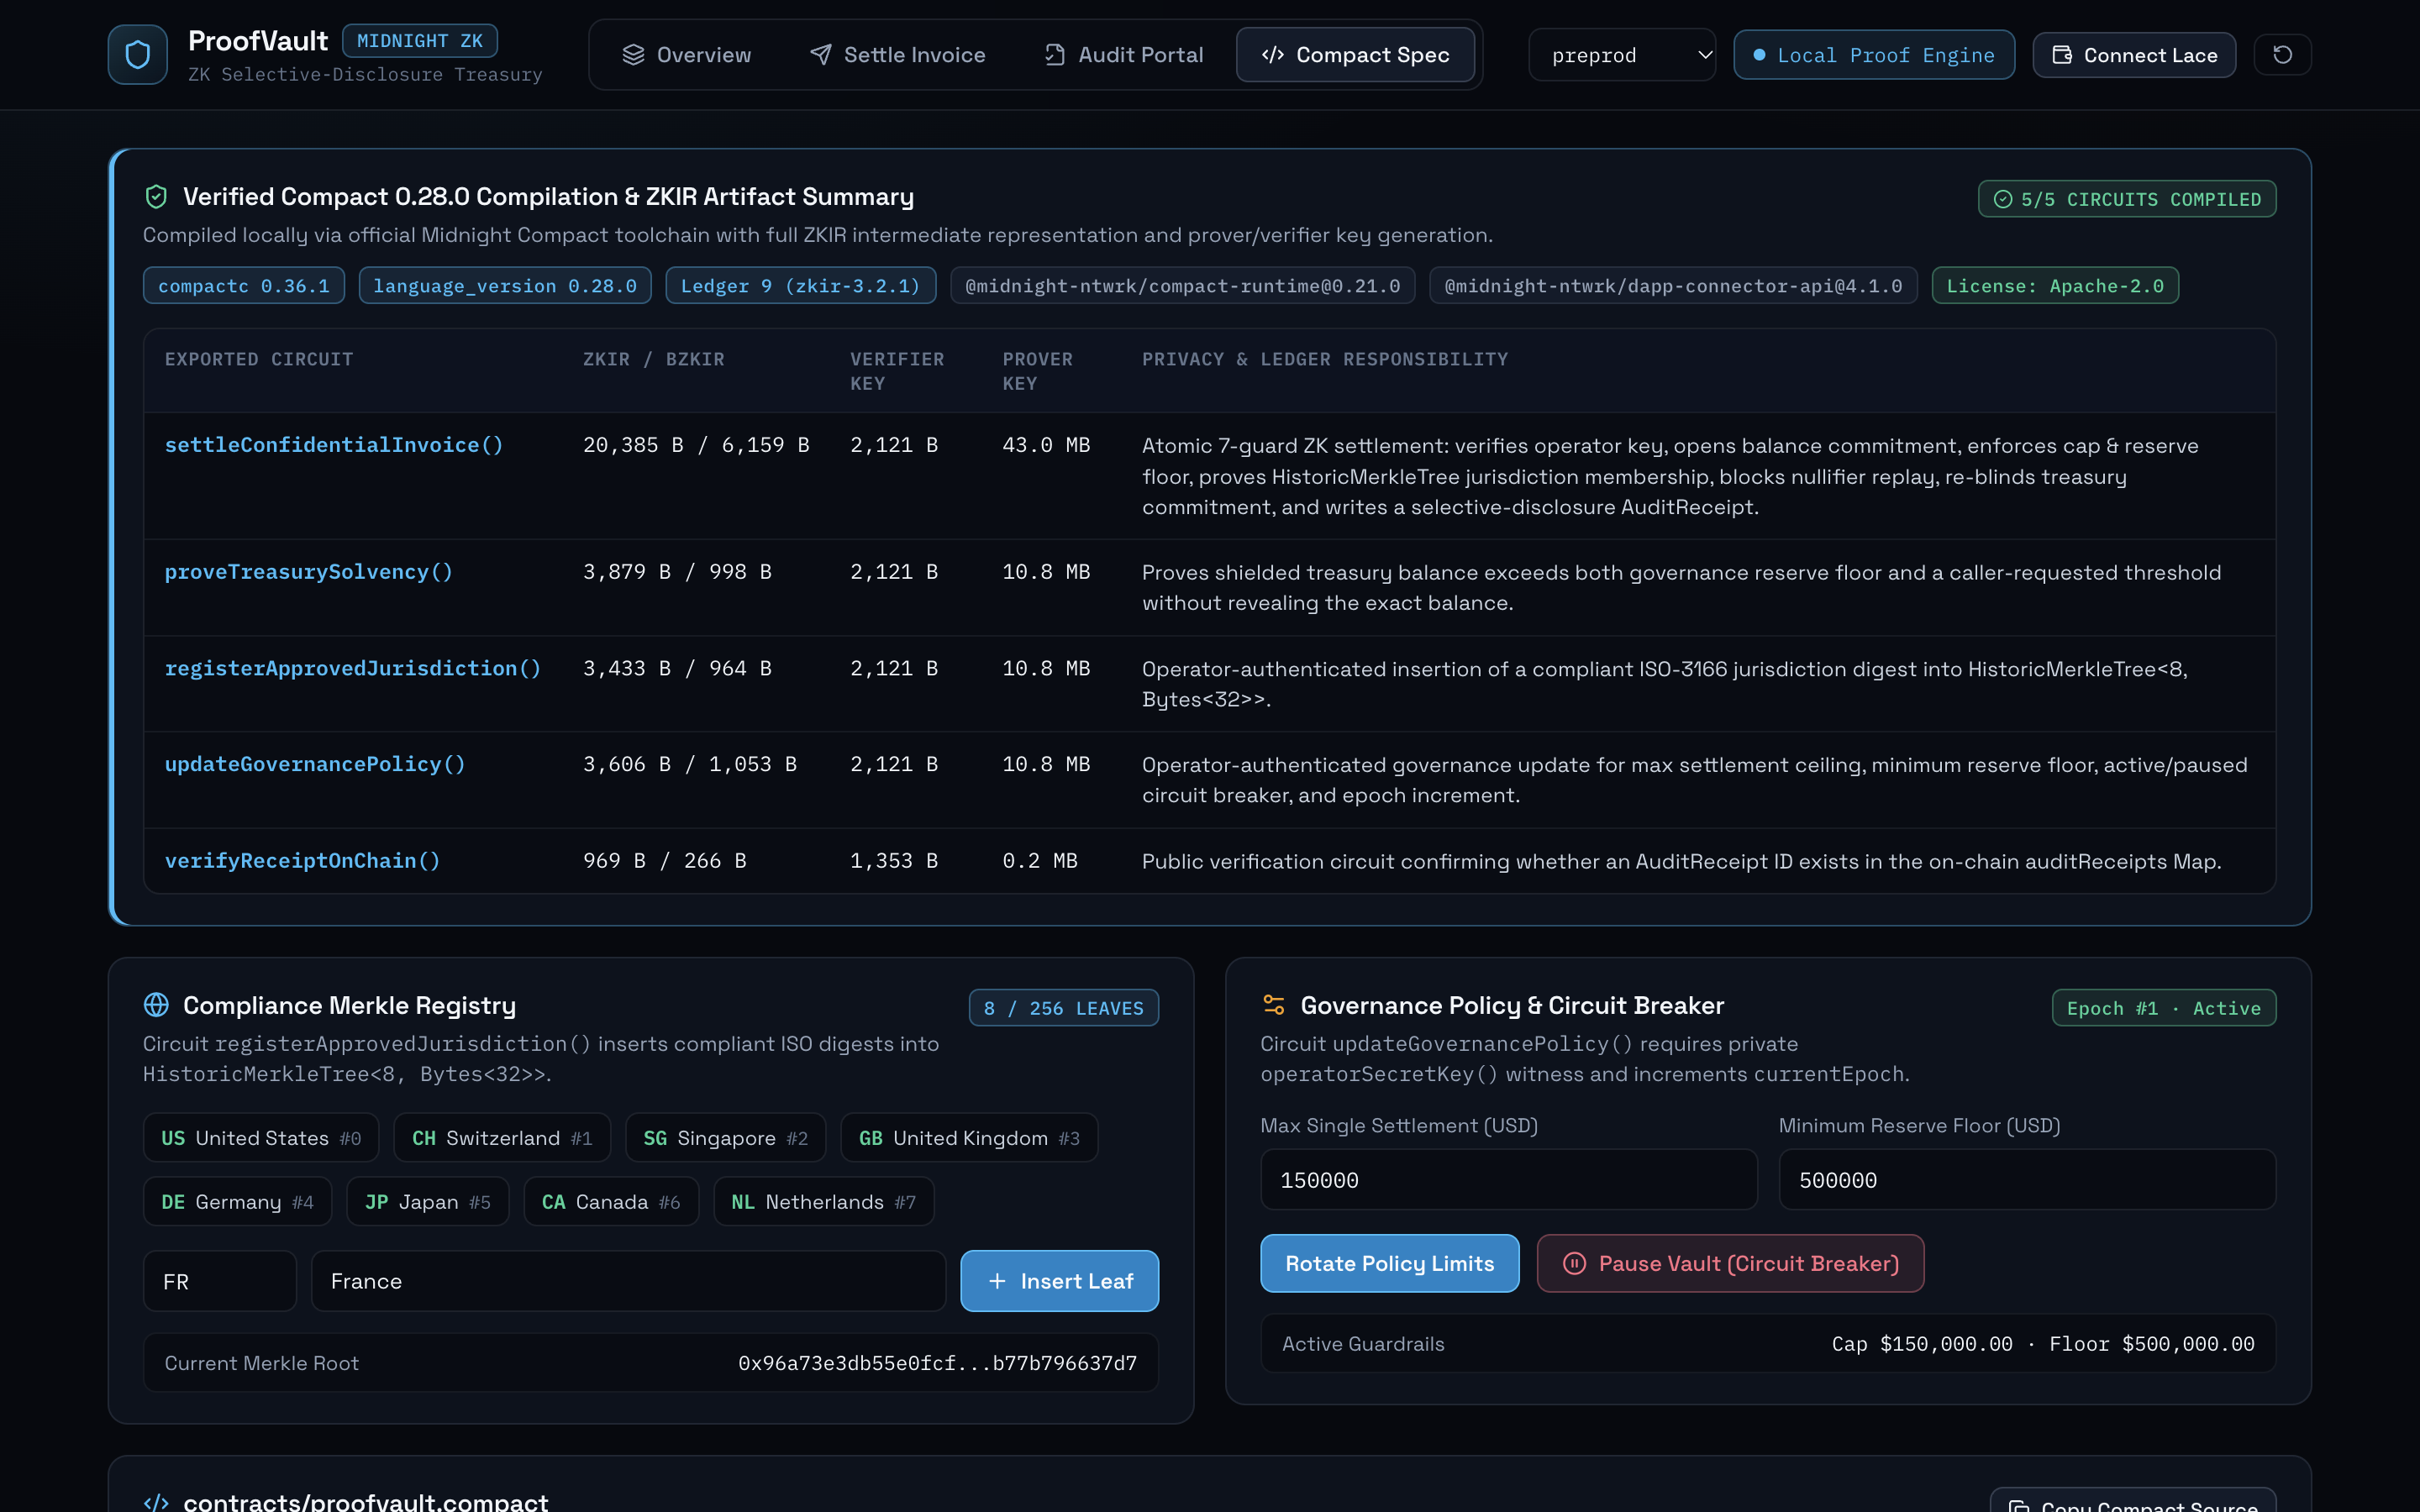 ProofVault
MIDNIGHT ZK
ZK Selective-Disclosure Treasury
Overview
Settle Invoice
Audit Portal
Compact Spec
preprod
Local Proof Engine
Connect Lace
Verified Compact 0.28.0 Compilation & ZKIR Artifact Summary
5/5 CIRCUITS COMPILED
Compiled locally via official Midnight Compact toolchain with full ZKIR intermediate representation and prover/verifier key generation.
compactc 0.36.1
language_version 0.28.0
Ledger 9 (zkir-3.2.1)
@midnight-ntwrk/compact-runtime@0.21.0
@midnight-ntwrk/dapp-connector-api@4.1.0
License: Apache-2.0
EXPORTED CIRCUIT
ZKIR / BZKIR
VERIFIER KEY
PROVER KEY
PRIVACY & LEDGER RESPONSIBILITY
settleConfidentialInvoice()
20,385 B / 6,159 B
2,121 B
43.0 MB
Atomic 7-guard ZK settlement: verifies operator key, opens balance commitment, enforces cap & reserve
floor, proves HistoricMerkleTree jurisdiction membership, blocks nullifier replay, re-blinds treasury
commitment, and writes a selective-disclosure AuditReceipt.
proveTreasurySolvency()
3,879 B / 998 B
2,121 B
10.8 MB
Proves shielded treasury balance exceeds both governance reserve floor and a caller-requested threshold
without revealing the exact balance.
registerApprovedJurisdiction()
3,433 B / 964 B
2,121 B
10.8 MB
Operator-authenticated insertion of a compliant ISO-3166 jurisdiction digest into HistoricMerkleTree<8,
Bytes<32>>.
updateGovernancePolicy()
3,606 B / 1,053 B
2,121 B
10.8 MB
Operator-authenticated governance update for max settlement ceiling, minimum reserve floor, active/paused
circuit breaker, and epoch increment.
verifyReceiptOnChain()
969 B / 266 B
1,353 B
0.2 MB
Public verification circuit confirming whether an AuditReceipt ID exists in the on-chain auditReceipts Map.
Compliance Merkle Registry
8 / 256 LEAVES
Circuit registerApprovedJurisdiction() inserts compliant ISO digests into
HistoricMerkleTree<8, Bytes<32>>.
US United States #0
CH Switzerland #1
SG Singapore #2
GB United Kingdom #3
DE Germany #4
JP Japan #5
CA Canada #6
NL Netherlands #7
FR
France
+ Insert Leaf
Current Merkle Root
0x96a73e3db55e0fcf...b77b796637d7
Governance Policy & Circuit Breaker
Epoch #1 · Active
Circuit updateGovernancePolicy() requires private
operatorSecretKey() witness and increments currentEpoch.
Max Single Settlement (USD)
Minimum Reserve Floor (USD)
150000
500000
Rotate Policy Limits
Pause Vault (Circuit Breaker)
Active Guardrails
Cap $150,000.00 · Floor $500,000.00
contracts/proofvault.compact
Copy Compact Source